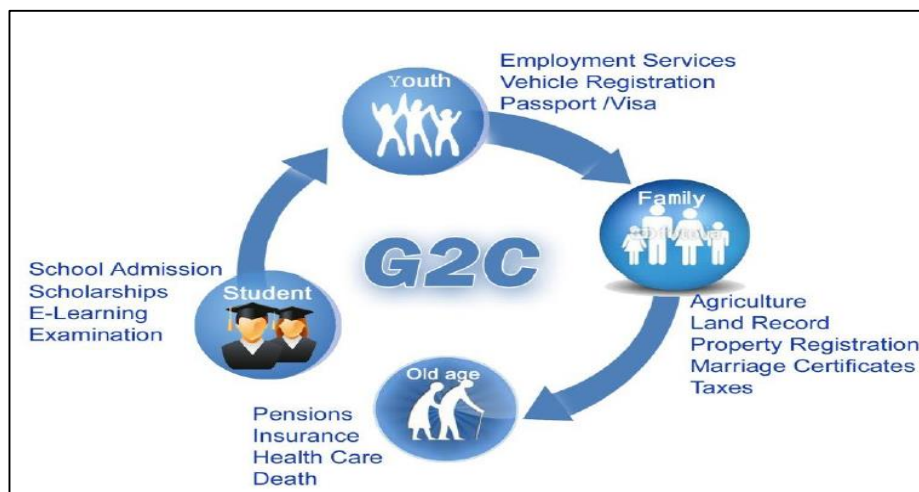 Youth
Employment Services
Vehicle Registration
Passport /Visa
Family
G2C
School Admission
Scholarships
E-Learning
Examination
Student
Agriculture
Land Record
Property Registration
Marriage Certificates
Taxes
Old age
Pensions
Insurance
Health Care
Death